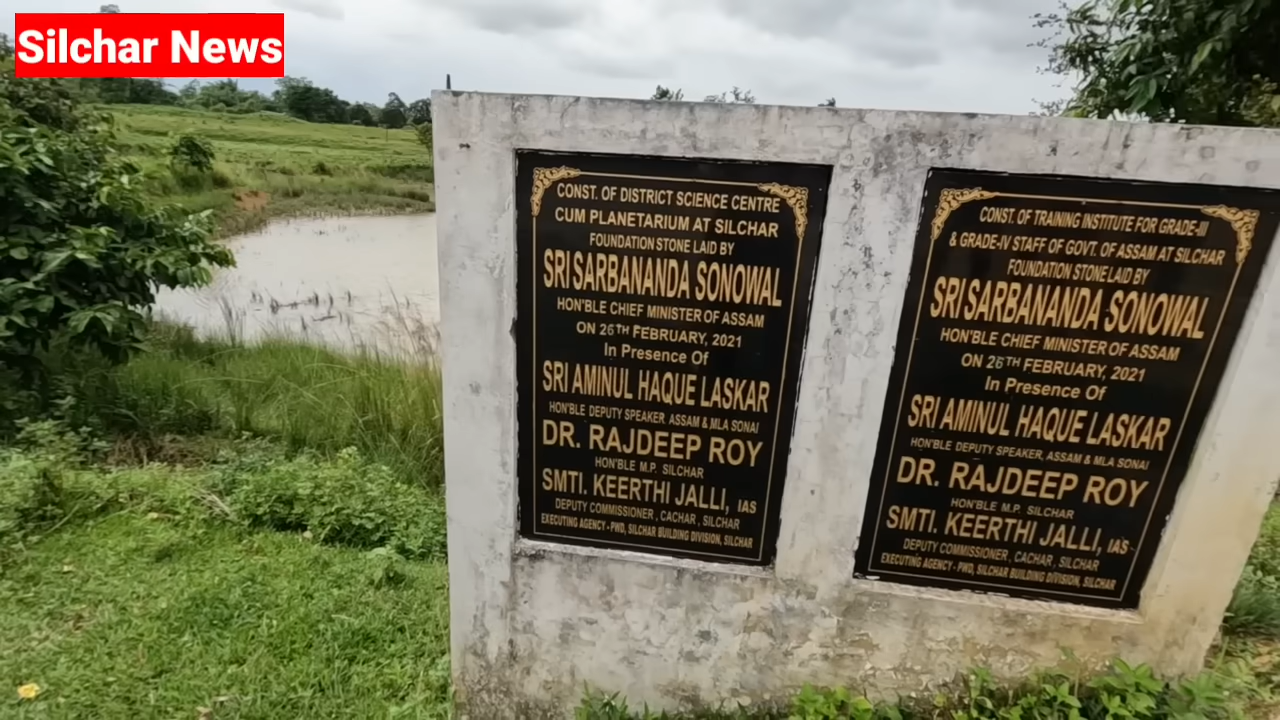 Silchar News
CONST. OF DISTRICT SCIENCE CENTRE
CUM PLANETARIUM AT SILCHAR
FOUNDATION STONE LAID BY
SRI SARBANANDA SONOWAL
HON'BLE CHIEF MINISTER OF ASSAM
ON 26TH FEBRUARY, 2021
In Presence Of
SRI AMINUL HAQUE LASKAR
HON'BLE DEPUTY SPEAKER, ASSAM & MLA SONAI
DR. RAJDEEP ROY
HON'BLE M.P. SILCHAR
SMTI. KEERTHI JALLI, IAS
DEPUTY COMMISSIONER, CACHAR, SILCHAR
EXECUTING AGENCY - PWD, SILCHAR BUILDING DIVISION, SILCHAR
CONST. OF TRAINING INSTITUTE FOR GRADE-III
& GRADE-IV STAFF OF GOVT. OF ASSAM AT SILCHAR
FOUNDATION STONE LAID BY
SRI SARBANANDA SONOWAL
HON'BLE CHIEF MINISTER OF ASSAM
ON 26TH FEBRUARY, 2021
In Presence Of
SRI AMINUL HAQUE LASKAR
HON'BLE DEPUTY SPEAKER, ASSAM & MLA SONAI
DR. RAJDEEP ROY
HON'BLE M.P. SILCHAR
SMTI. KEERTHI JALLI, IAS
DEPUTY COMMISSIONER, CACHAR, SILCHAR
EXECUTING AGENCY - PWD, SILCHAR BUILDING DIVISION, SILCHAR